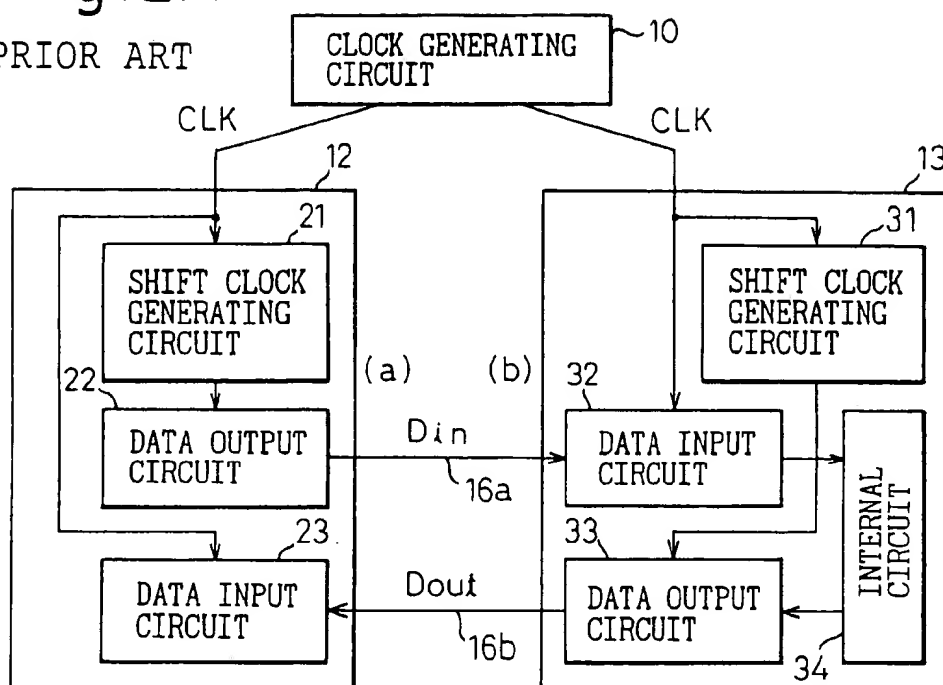 PRIOR ART
CLOCK GENERATING
CIRCUIT
10
CLK
CLK
12
13
21
31
SHIFT CLOCK
GENERATING
CIRCUIT
SHIFT CLOCK
GENERATING
CIRCUIT
(a)
(b)
22
32
DATA OUTPUT
CIRCUIT
Din
16a
DATA INPUT
CIRCUIT
INTERNAL
CIRCUIT
34
23
33
DATA INPUT
CIRCUIT
Dout
16b
DATA OUTPUT
CIRCUIT